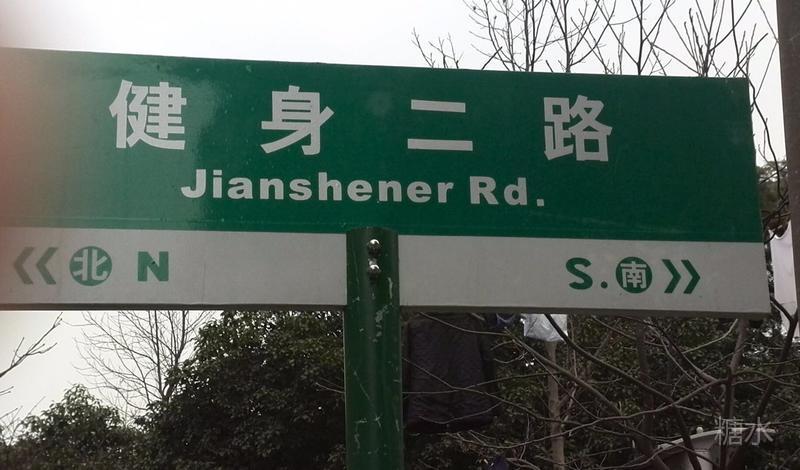 健身二路
Jianshener Rd.
《 北 N S. 南 》
糖水